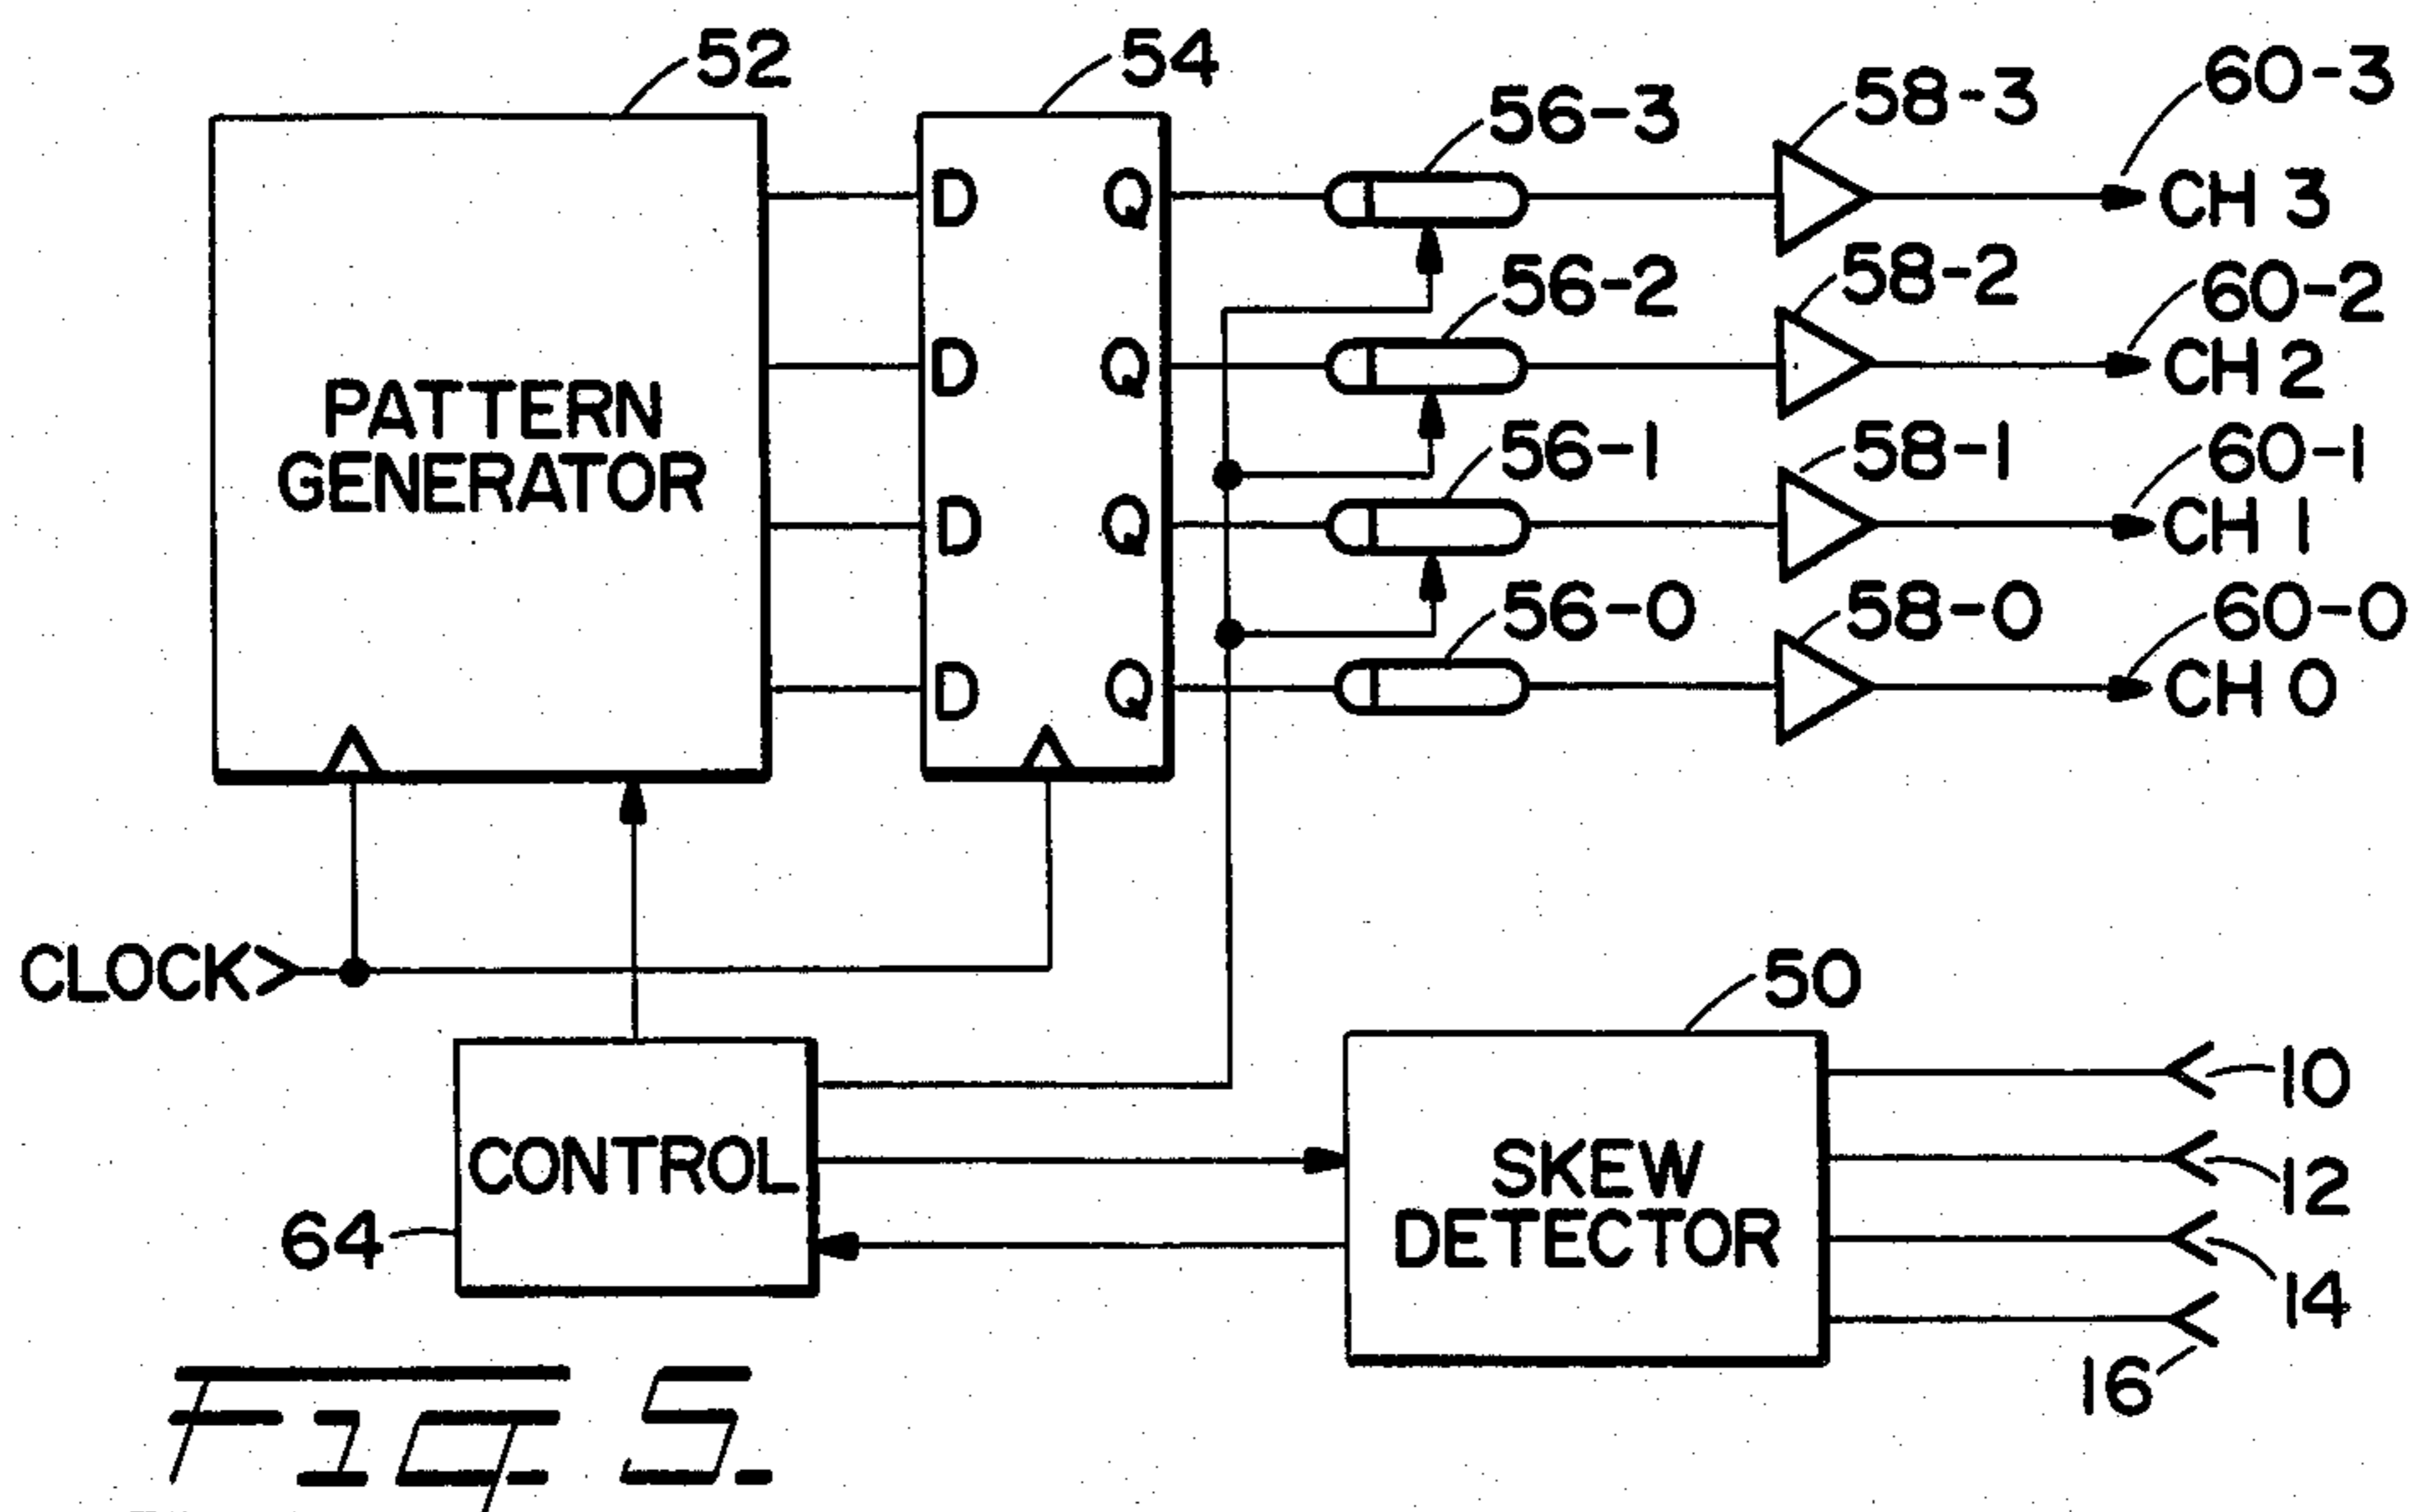 52
54
56-3
58-3
60-3
D
Q
CH 3
56-2
58-2
60-2
D
Q
CH 2
PATTERN
GENERATOR
56-1
58-1
60-1
D
Q
CH 1
56-0
58-0
60-0
D
Q
CH 0
CLOCK
50
10
CONTROL
SKEW
DETECTOR
12
64
14
16
Fig. 5.